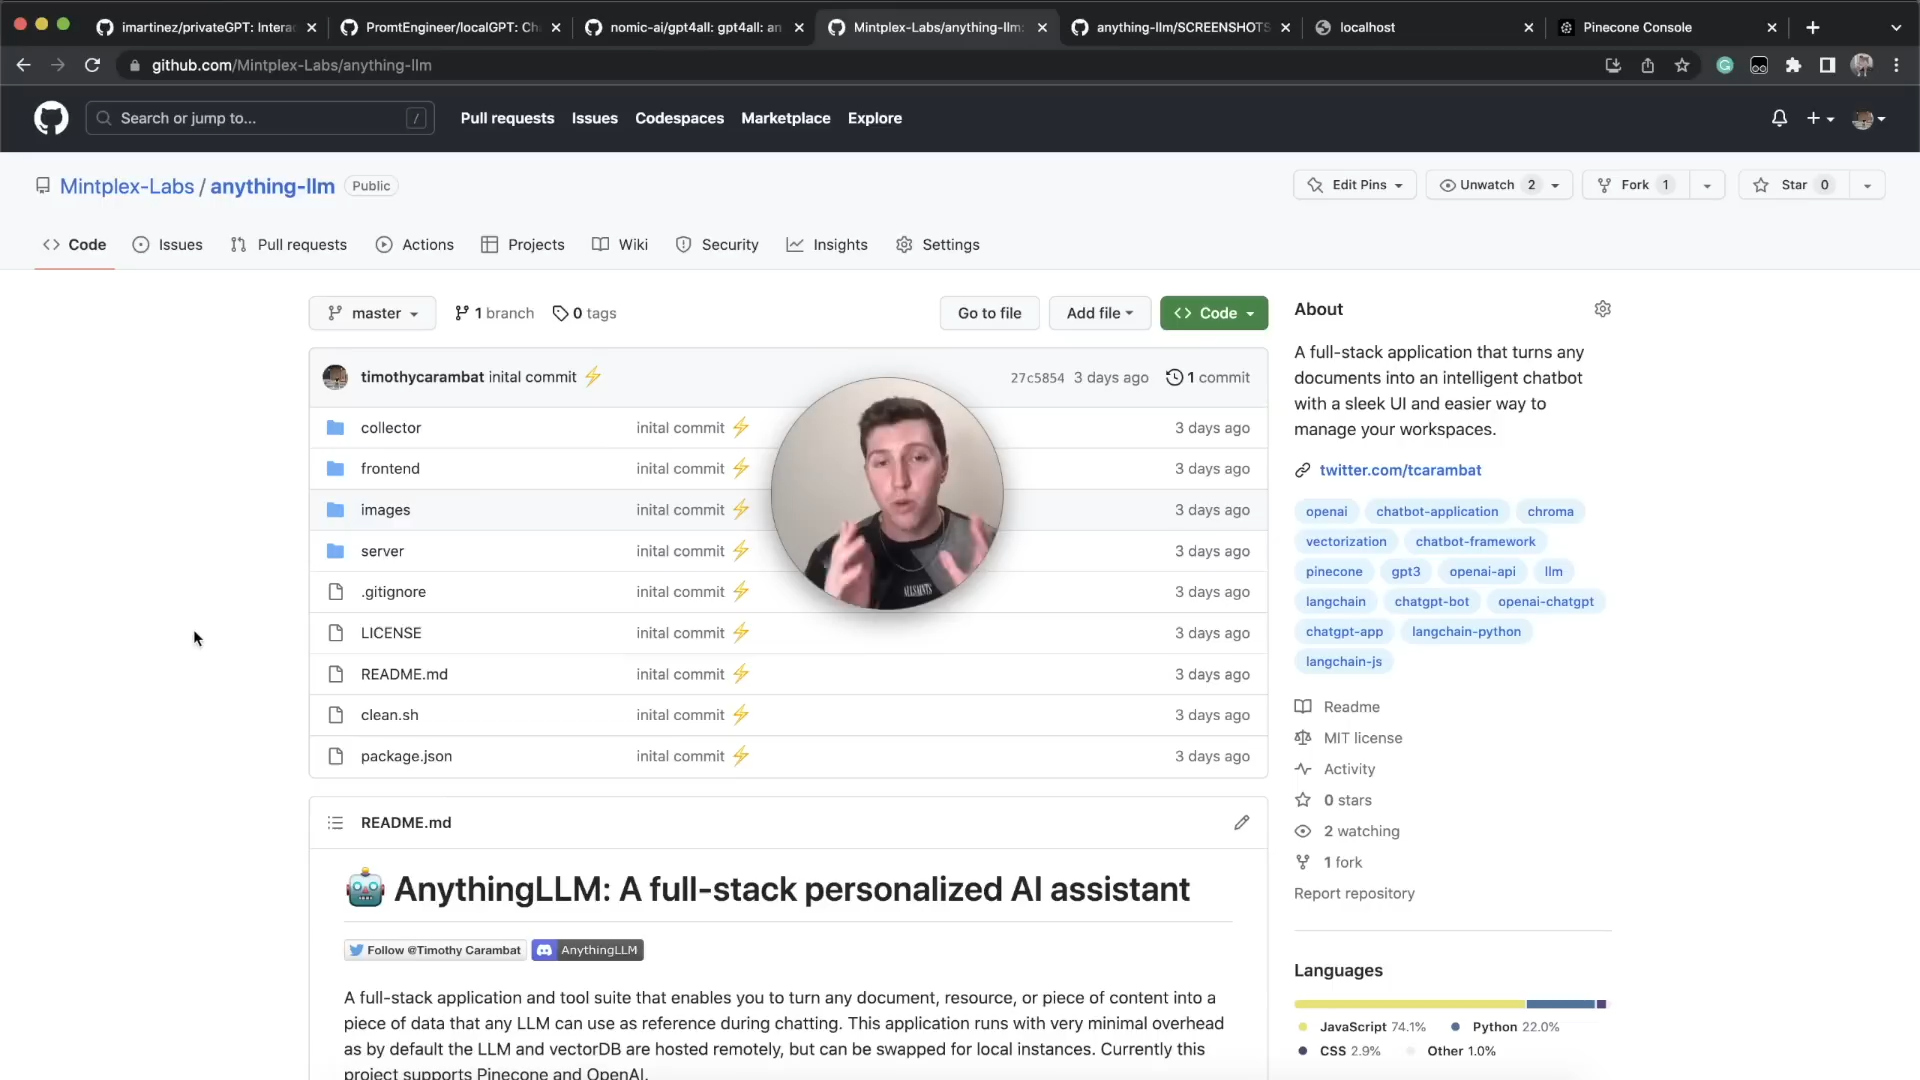 imartinez/privateGPT: Intera
PromtEngineer/localGPT: Ch
nomic-ai/gpt4all: gpt4all: an
Mintplex-Labs/anything-llm:
anything-llm/SCREENSHOTS
localhost
Pinecone Console
github.com/Mintplex-Labs/anything-llm
Search or jump to... /
Pull requests Issues Codespaces Marketplace Explore
Mintplex-Labs / anything-llm Public
Edit Pins Unwatch 2 Fork 1 Star 0
Code Issues Pull requests Actions Projects Wiki Security Insights Settings
master 1 branch 0 tags Go to file Add file Code
timothycarambat inital commit ⚡ 27c5854 3 days ago 1 commit
collector inital commit ⚡ 3 days ago
frontend inital commit ⚡ 3 days ago
images inital commit ⚡ 3 days ago
server inital commit ⚡ 3 days ago
.gitignore inital commit ⚡ 3 days ago
LICENSE inital commit ⚡ 3 days ago
README.md inital commit ⚡ 3 days ago
clean.sh inital commit ⚡ 3 days ago
package.json inital commit ⚡ 3 days ago
ALLSAINTS
README.md
🤖 AnythingLLM: A full-stack personalized AI assistant
Follow @Timothy Carambat AnythingLLM
A full-stack application and tool suite that enables you to turn any document, resource, or piece of content into a
piece of data that any LLM can use as reference during chatting. This application runs with very minimal overhead
as by default the LLM and vectorDB are hosted remotely, but can be swapped for local instances. Currently this
project supports Pinecone and OpenAI.
About
A full-stack application that turns any
documents into an intelligent chatbot
with a sleek UI and easier way to
manage your workspaces.
twitter.com/tcarambat
openai chatbot-application chroma
vectorization chatbot-framework
pinecone gpt3 openai-api llm
langchain chatgpt-bot openai-chatgpt
chatgpt-app langchain-python
langchain-js
Readme
MIT license
Activity
0 stars
2 watching
1 fork
Report repository
Languages
JavaScript 74.1% Python 22.0%
CSS 2.9% Other 1.0%